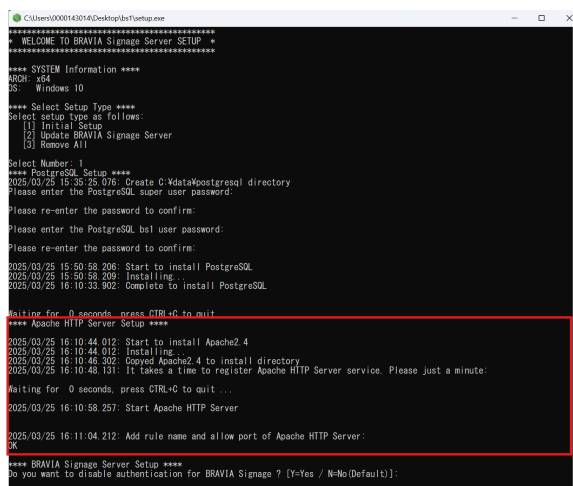 C:\Users\0000143014\Desktop\bs1\setup.exe
******************************************
* WELCOME TO BRAVIA Signage Server SETUP *
******************************************
**** SYSTEM Information ****
ARCH: x64
OS: Windows 10
**** Select Setup Type ****
Select setup type as follows:
[1] Initial Setup
[2] Update BRAVIA Signage Server
[3] Remove All
Select Number: 1
**** PostgreSQL Setup ****
2025/03/25 15:35:25.076: Create C:¥data¥postgresql directory
Please enter the PostgreSQL super user password:
Please re-enter the password to confirm:
Please enter the PostgreSQL bs1 user password:
Please re-enter the password to confirm:
2025/03/25 15:50:58.206: Start to install PostgreSQL
2025/03/25 15:50:58.209: Installing...
2025/03/25 16:10:33.902: Complete to install PostgreSQL
Waiting for 0 seconds, press CTRL+C to quit
**** Apache HTTP Server Setup ****
2025/03/25 16:10:44.012: Start to install Apache2.4
2025/03/25 16:10:44.012: Installing...
2025/03/25 16:10:46.302: Copyed Apache2.4 to install directory
2025/03/25 16:10:48.131: It takes a time to register Apache HTTP Server service. Please just a minute:
Waiting for 0 seconds, press CTRL+C to quit ...
2025/03/25 16:10:58.257: Start Apache HTTP Server
2025/03/25 16:11:04.212: Add rule name and allow port of Apache HTTP Server:
OK
**** BRAVIA Signage Server Setup ****
Do you want to disable authentication for BRAVIA Signage ? [Y=Yes / N=No(Default)]: